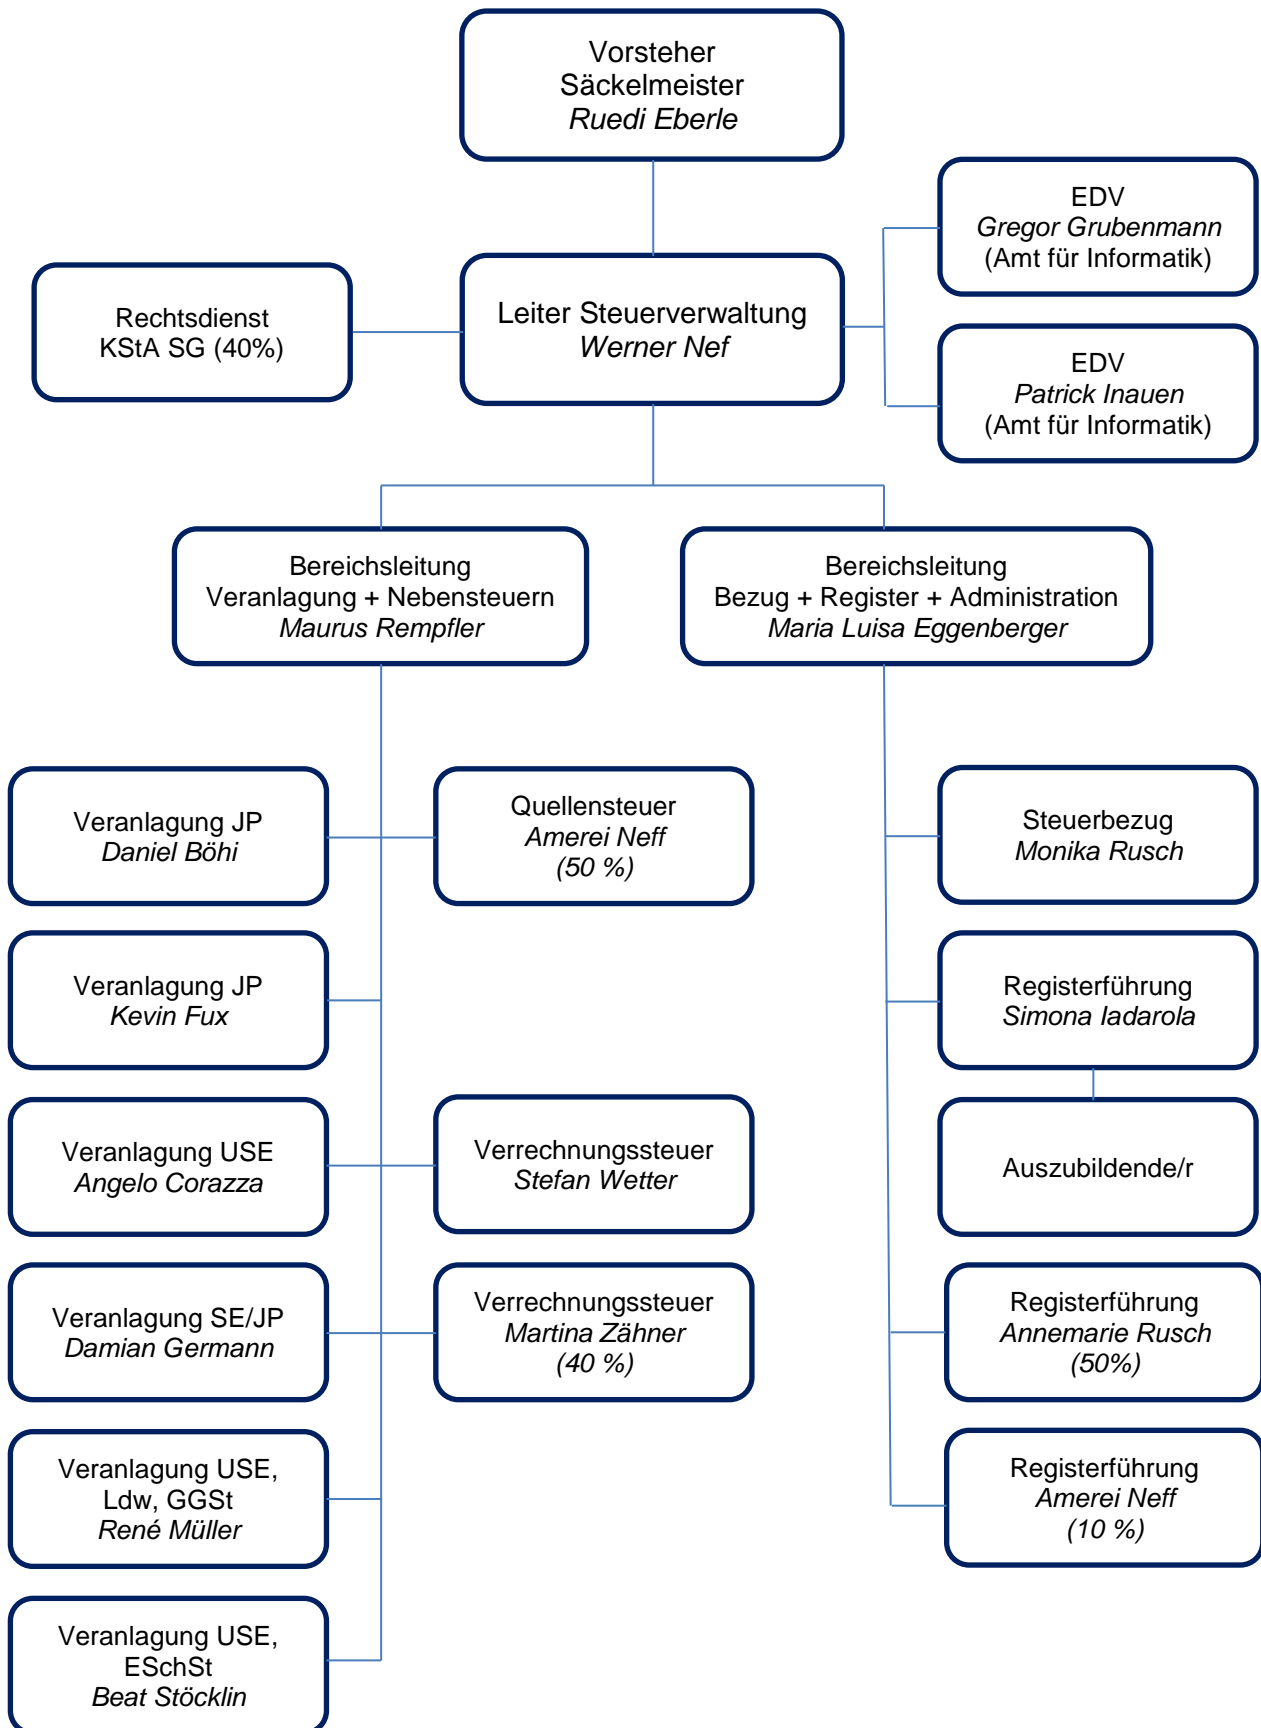 Vorsteher
Säckelmeister
Ruedi Eberle
EDV
Gregor Grubenmann
(Amt für Informatik)
Rechtsdienst
KStA SG (40%)
Leiter Steuerverwaltung
Werner Nef
EDV
Patrick Inauen
(Amt für Informatik)
Bereichsleitung
Veranlagung + Nebensteuern
Maurus Rempfler
Bereichsleitung
Bezug + Register + Administration
Maria Luisa Eggenberger
Veranlagung JP
Daniel Böhi
Quellensteuer
Amerei Neff
(50 %)
Steuerbezug
Monika Rusch
Veranlagung JP
Kevin Fux
Registerführung
Simona Iadarola
Veranlagung USE
Angelo Corazza
Verrechnungssteuer
Stefan Wetter
Auszubildende/r
Veranlagung SE/JP
Damian Germann
Verrechnungssteuer
Martina Zähner
(40 %)
Registerführung
Annemarie Rusch
(50%)
Veranlagung USE,
Ldw, GGSt
René Müller
Registerführung
Amerei Neff
(10 %)
Veranlagung USE,
ESchSt
Beat Stöcklin